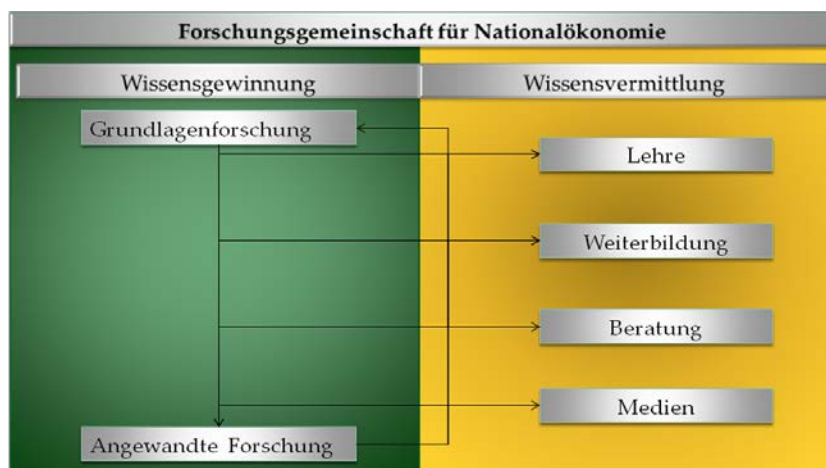 Forschungsgemeinschaft für Nationalökonomie
Wissensgewinnung
Wissensvermittlung
Grundlagenforschung
Lehre
Weiterbildung
Beratung
Medien
Angewandte Forschung